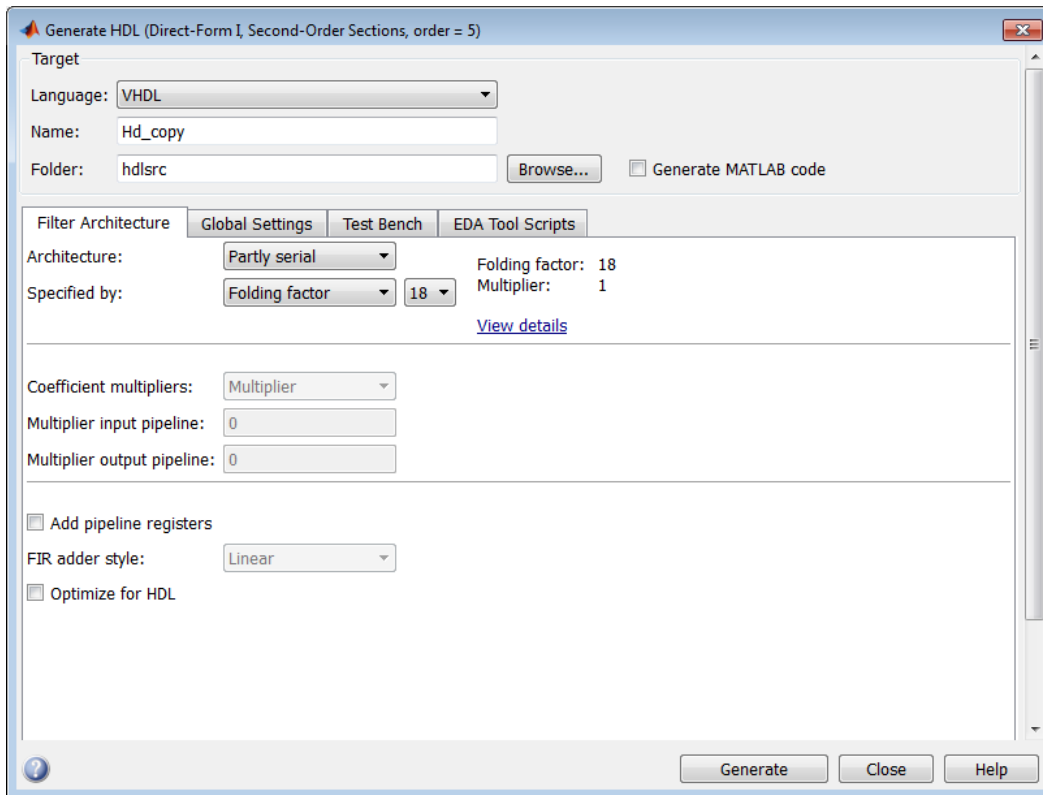 Generate HDL (Direct-Form I, Second-Order Sections, order = 5)
Target
Language: VHDL
Name: Hd_copy
Folder: hdlsrc Browse... Generate MATLAB code
Filter Architecture Global Settings Test Bench EDA Tool Scripts
Architecture: Partly serial Folding factor: 18
Specified by: Folding factor 18 Multiplier: 1
View details
Coefficient multipliers: Multiplier
Multiplier input pipeline: 0
Multiplier output pipeline: 0
Add pipeline registers
FIR adder style: Linear
Optimize for HDL
? Generate Close Help